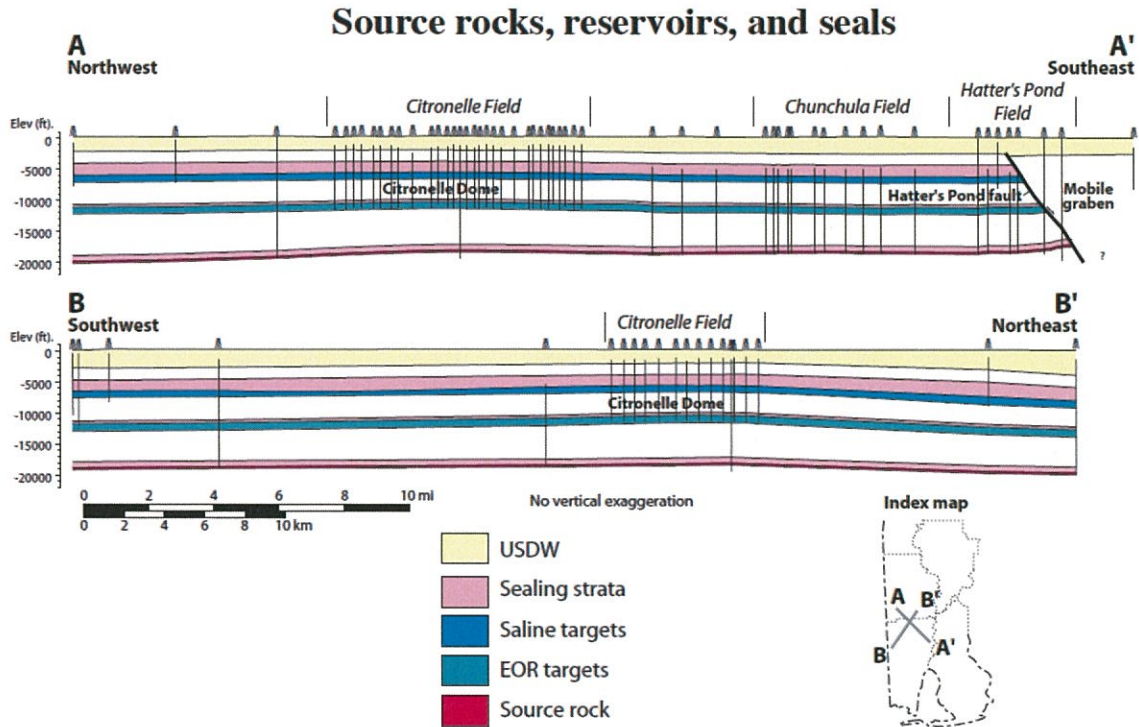 Source rocks, reservoirs, and seals
A
Northwest
A'
Southeast
Citronelle Field
Chunchula Field
Hatter's Pond
Field
Elev (ft).
0
-5000
-10000
-15000
-20000
Citronelle Dome
Hatter's Pond fault
Mobile
graben
?
B
Southwest
B'
Northeast
Citronelle Field
Elev (ft).
0
-5000
-10000
-15000
-20000
Citronelle Dome
0 2 4 6 8 10 mi
0 2 4 6 8 10 km
No vertical exaggeration
Index map
A B'
B A'
USDW
Sealing strata
Saline targets
EOR targets
Source rock